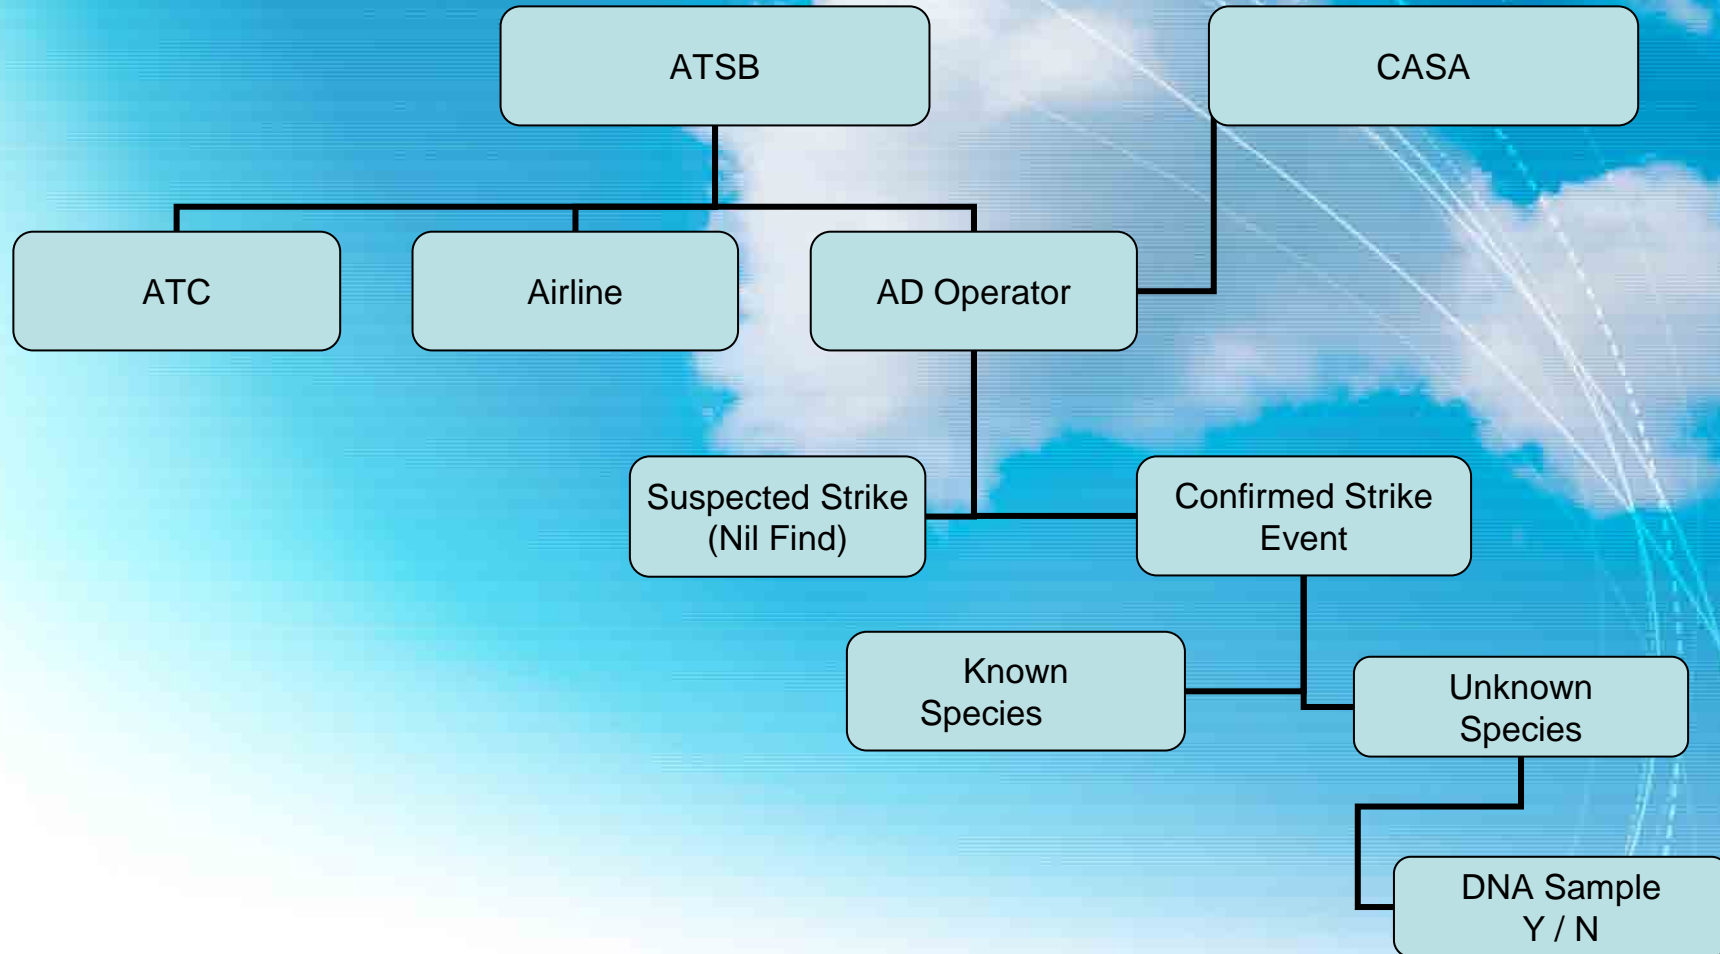 ATSB
CASA
ATC
Airline
AD Operator
Suspected Strike
(Nil Find)
Confirmed Strike
Event
Known
Species
Unknown
Species
DNA Sample
Y / N